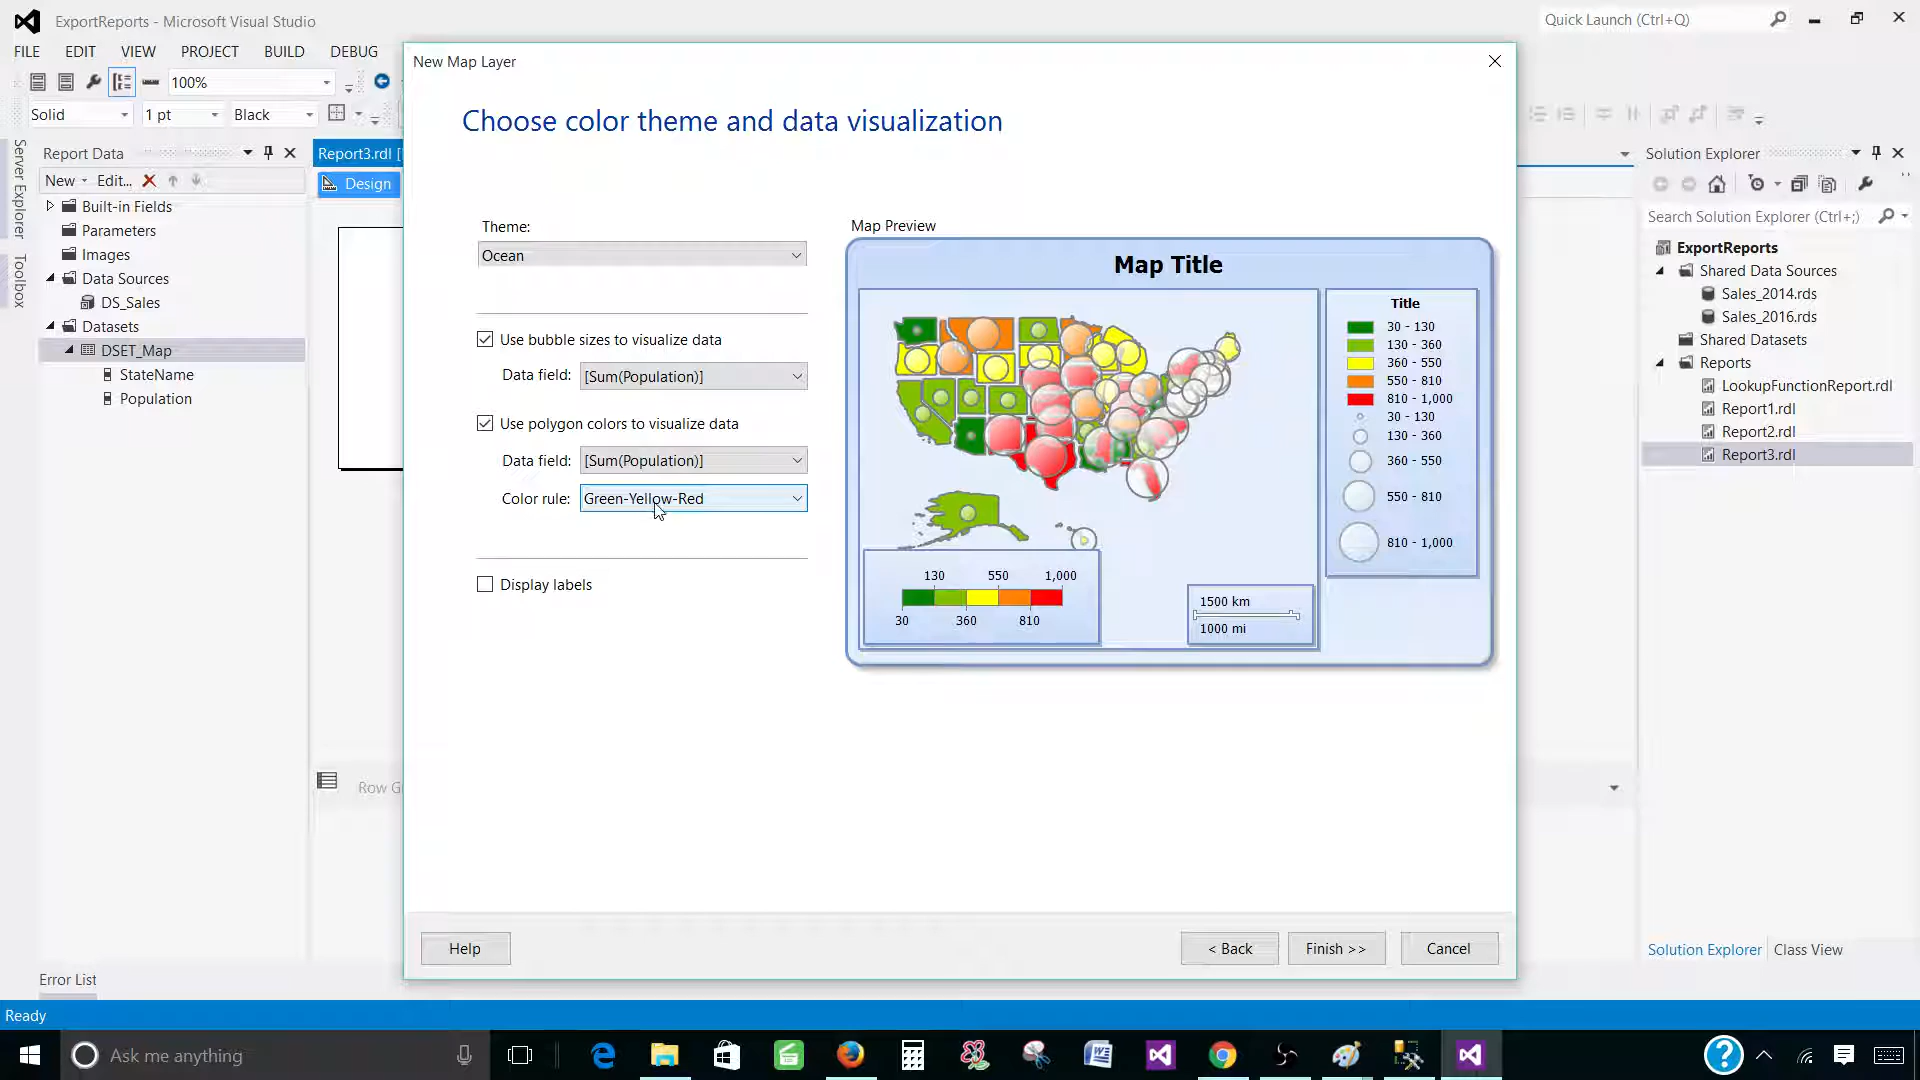 ExportReports - Microsoft Visual Studio
Quick Launch (Ctrl+Q)
FILE EDIT VIEW PROJECT BUILD DEBUG
100%
Solid 1 pt Black
Server Explorer
Toolbox
Report Data
New Edit...
Built-in Fields
Parameters
Images
Data Sources
DS_Sales
Datasets
DSET_Map
StateName
Population
Report3.rdl [
Design
Row G
New Map Layer
Choose color theme and data visualization
Theme:
Ocean
Use bubble sizes to visualize data
Data field: [Sum(Population)]
Use polygon colors to visualize data
Data field: [Sum(Population)]
Color rule: Green-Yellow-Red
Display labels
Map Preview
Map Title
Title
30 - 130
130 - 360
360 - 550
550 - 810
810 - 1,000
30 - 130
130 - 360
360 - 550
550 - 810
810 - 1,000
130 550 1,000
30 360 810
1500 km
1000 mi
Help
< Back
Finish >>
Cancel
Solution Explorer
Search Solution Explorer (Ctrl+;)
ExportReports
Shared Data Sources
Sales_2014.rds
Sales_2016.rds
Shared Datasets
Reports
LookupFunctionReport.rdl
Report1.rdl
Report2.rdl
Report3.rdl
Solution Explorer Class View
Error List
Ready
Ask me anything